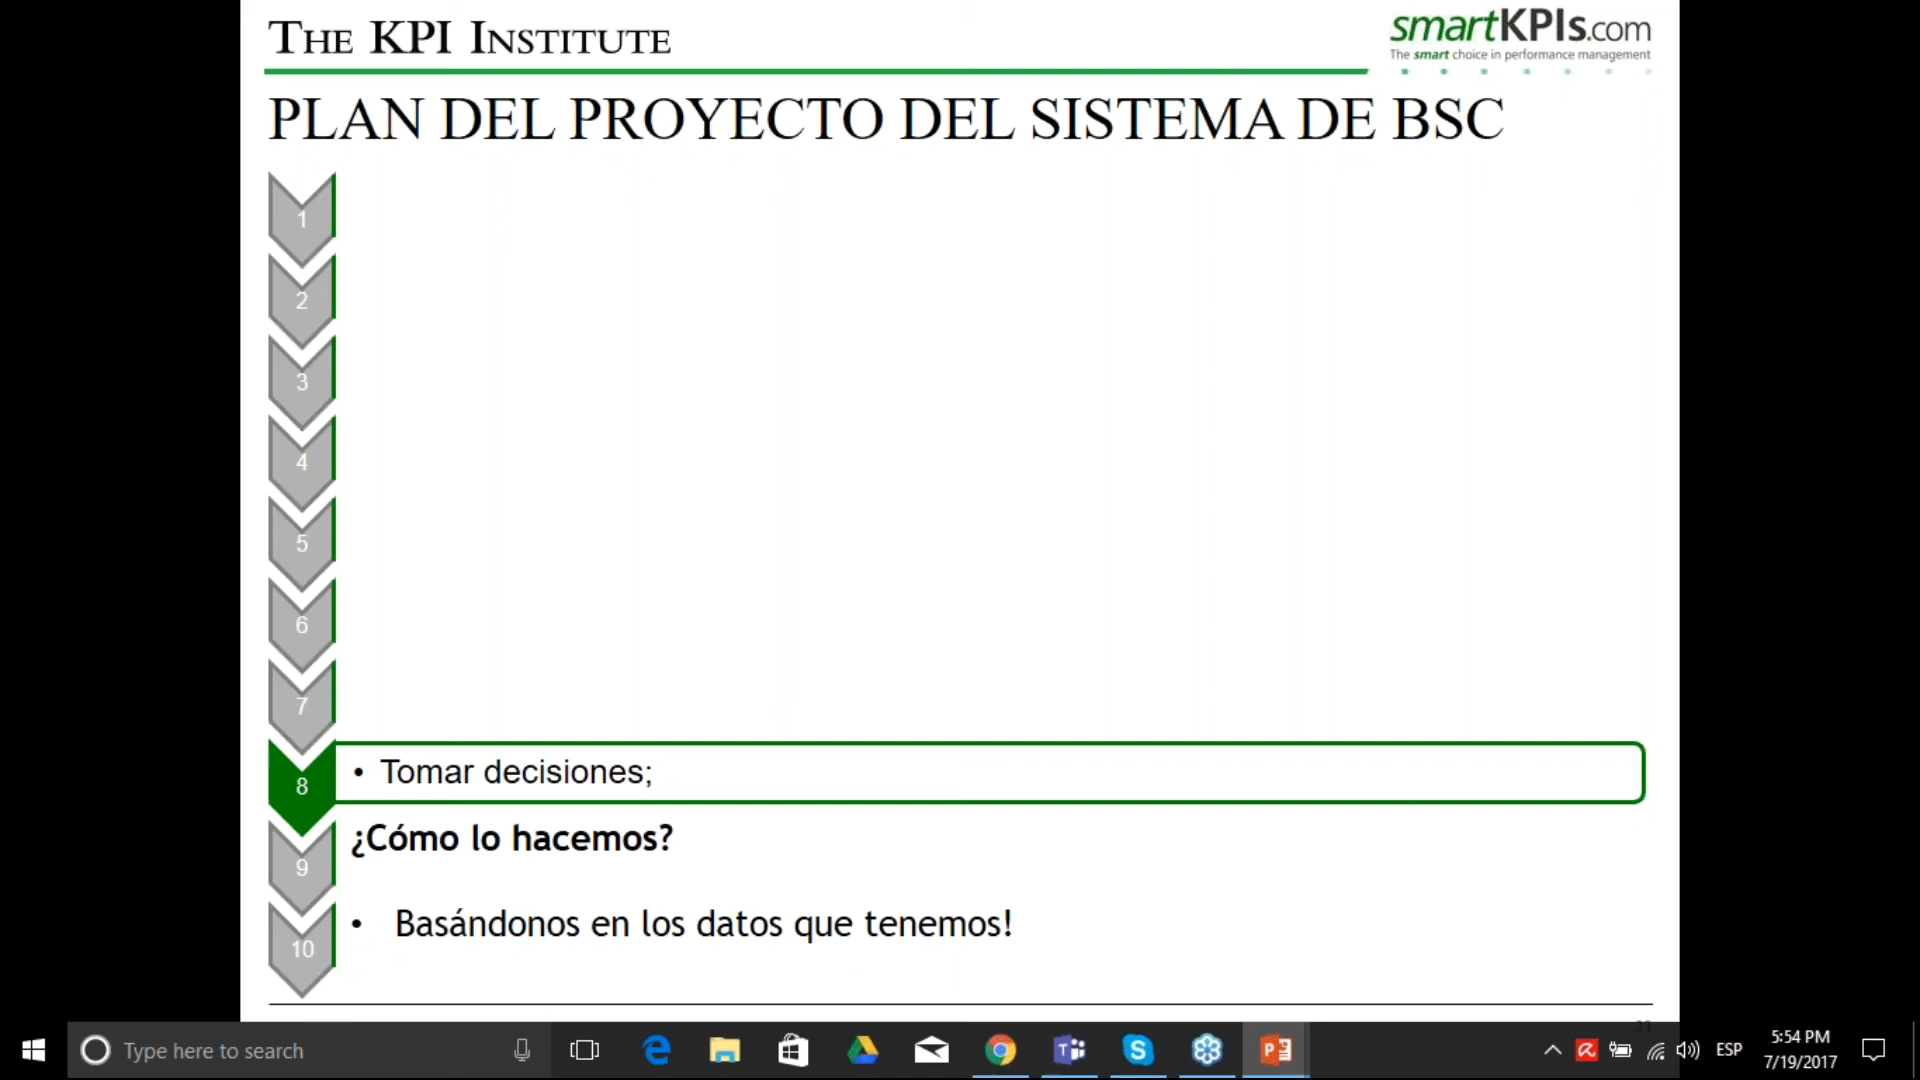 THE KPI INSTITUTE
smartKPIs.com
The smart choice in performance management
PLAN DEL PROYECTO DEL SISTEMA DE BSC
1
2
3
4
5
6
7
8
• Tomar decisiones;
¿Cómo lo hacemos?
9
• Basándonos en los datos que tenemos!
10
33
Type here to search
ESP
5:54 PM
7/19/2017